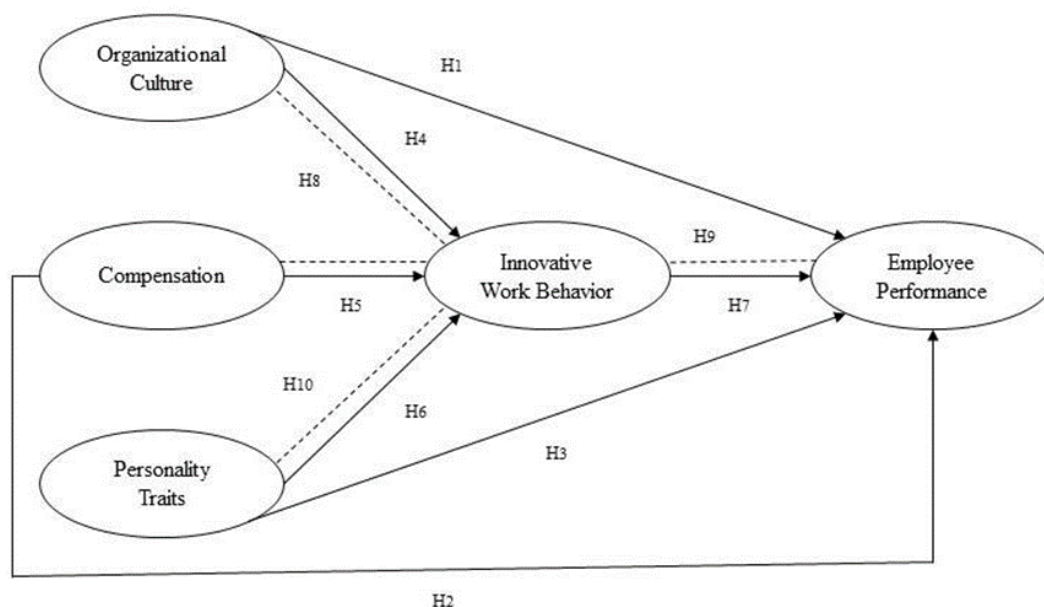 Organizational
Culture
H1
H4
H8
Compensation
H5
Innovative
Work Behavior
H9
H7
Employee
Performance
H10
H6
Personality
Traits
H3
H2